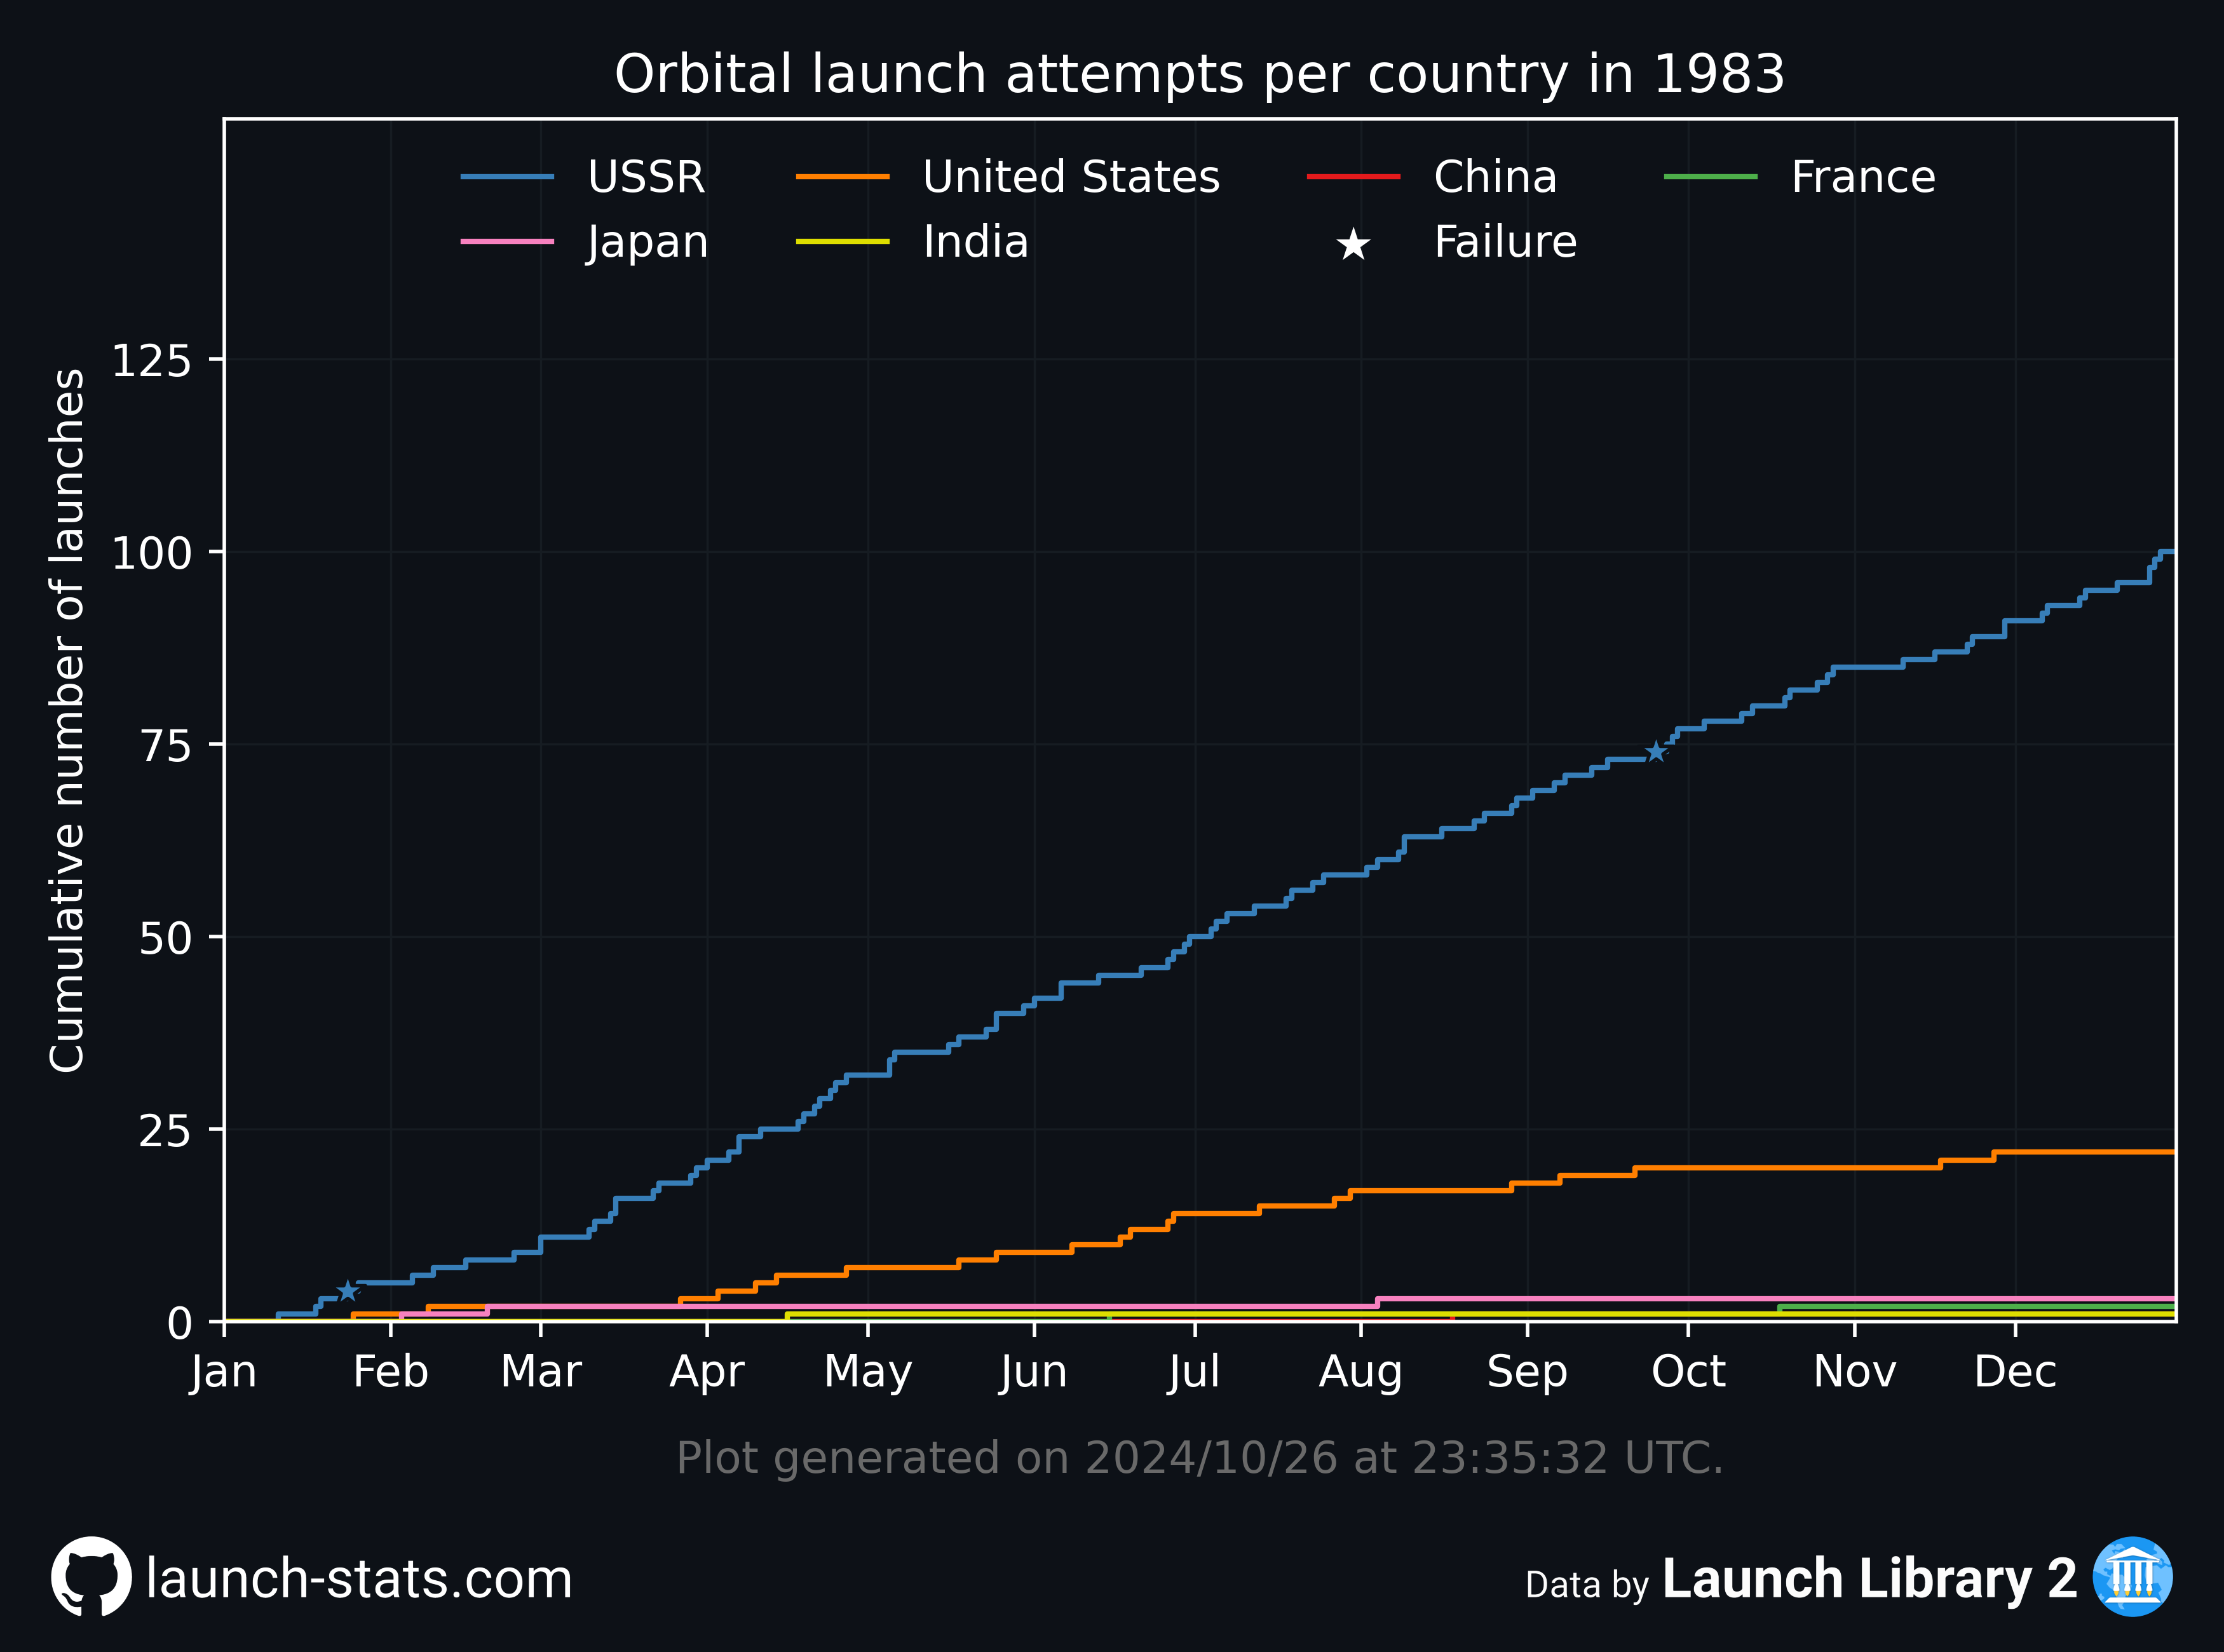 Orbital launch attempts per country in 1983
USSR United States China France
Japan India Failure
Cumulative number of launches
125
100
75
50
25
0
Jan Feb Mar Apr May Jun Jul Aug Sep Oct Nov Dec
Plot generated on 2024/10/26 at 23:35:32 UTC.
launch-stats.com
Data by Launch Library 2